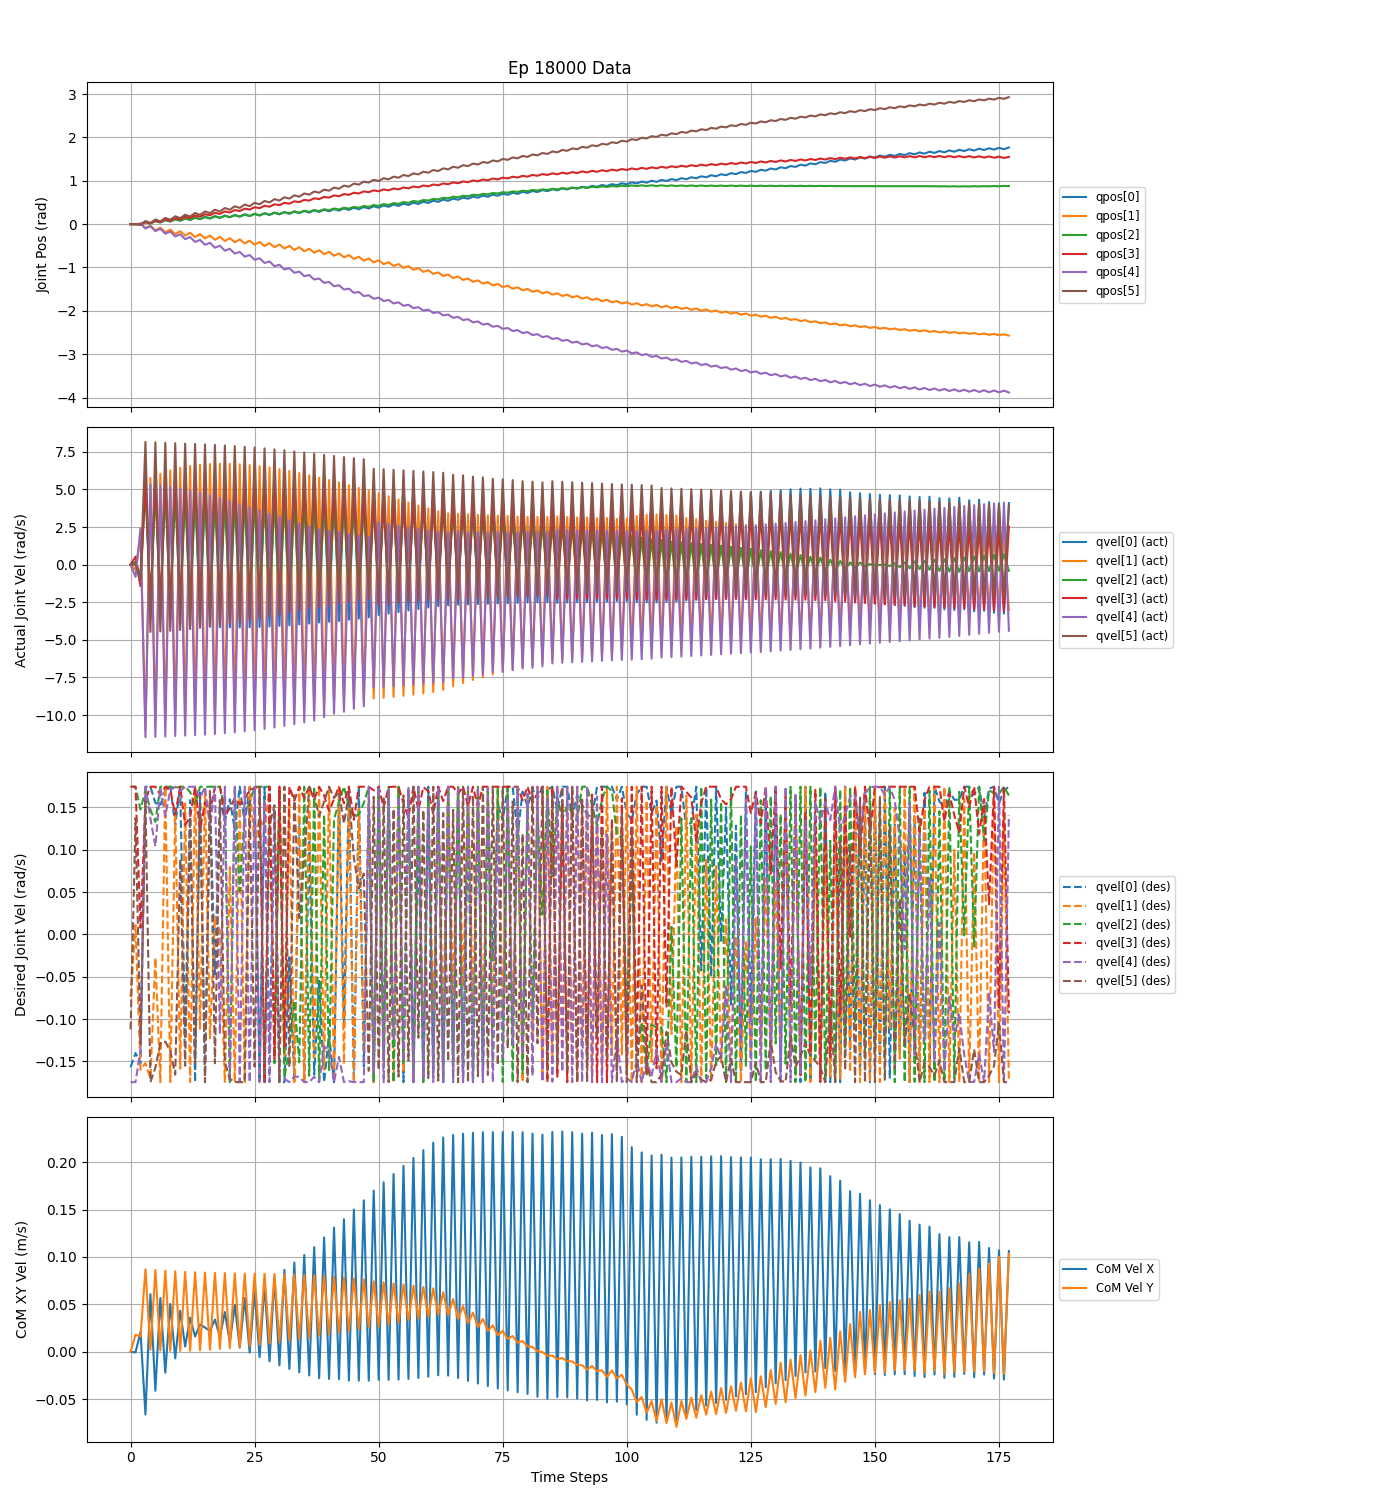 Ep 18000 Data
3
2
1
0
−1
−2
−3
−4
Joint Pos (rad)
qpos[0]
qpos[1]
qpos[2]
qpos[3]
qpos[4]
qpos[5]
7.5
5.0
2.5
0.0
−2.5
−5.0
−7.5
−10.0
Actual Joint Vel (rad/s)
qvel[0] (act)
qvel[1] (act)
qvel[2] (act)
qvel[3] (act)
qvel[4] (act)
qvel[5] (act)
0.15
0.10
0.05
0.00
−0.05
−0.10
−0.15
Desired Joint Vel (rad/s)
qvel[0] (des)
qvel[1] (des)
qvel[2] (des)
qvel[3] (des)
qvel[4] (des)
qvel[5] (des)
0.20
0.15
0.10
0.05
0.00
−0.05
CoM XY Vel (m/s)
CoM Vel X
CoM Vel Y
0 25 50 75 100 125 150 175
Time Steps